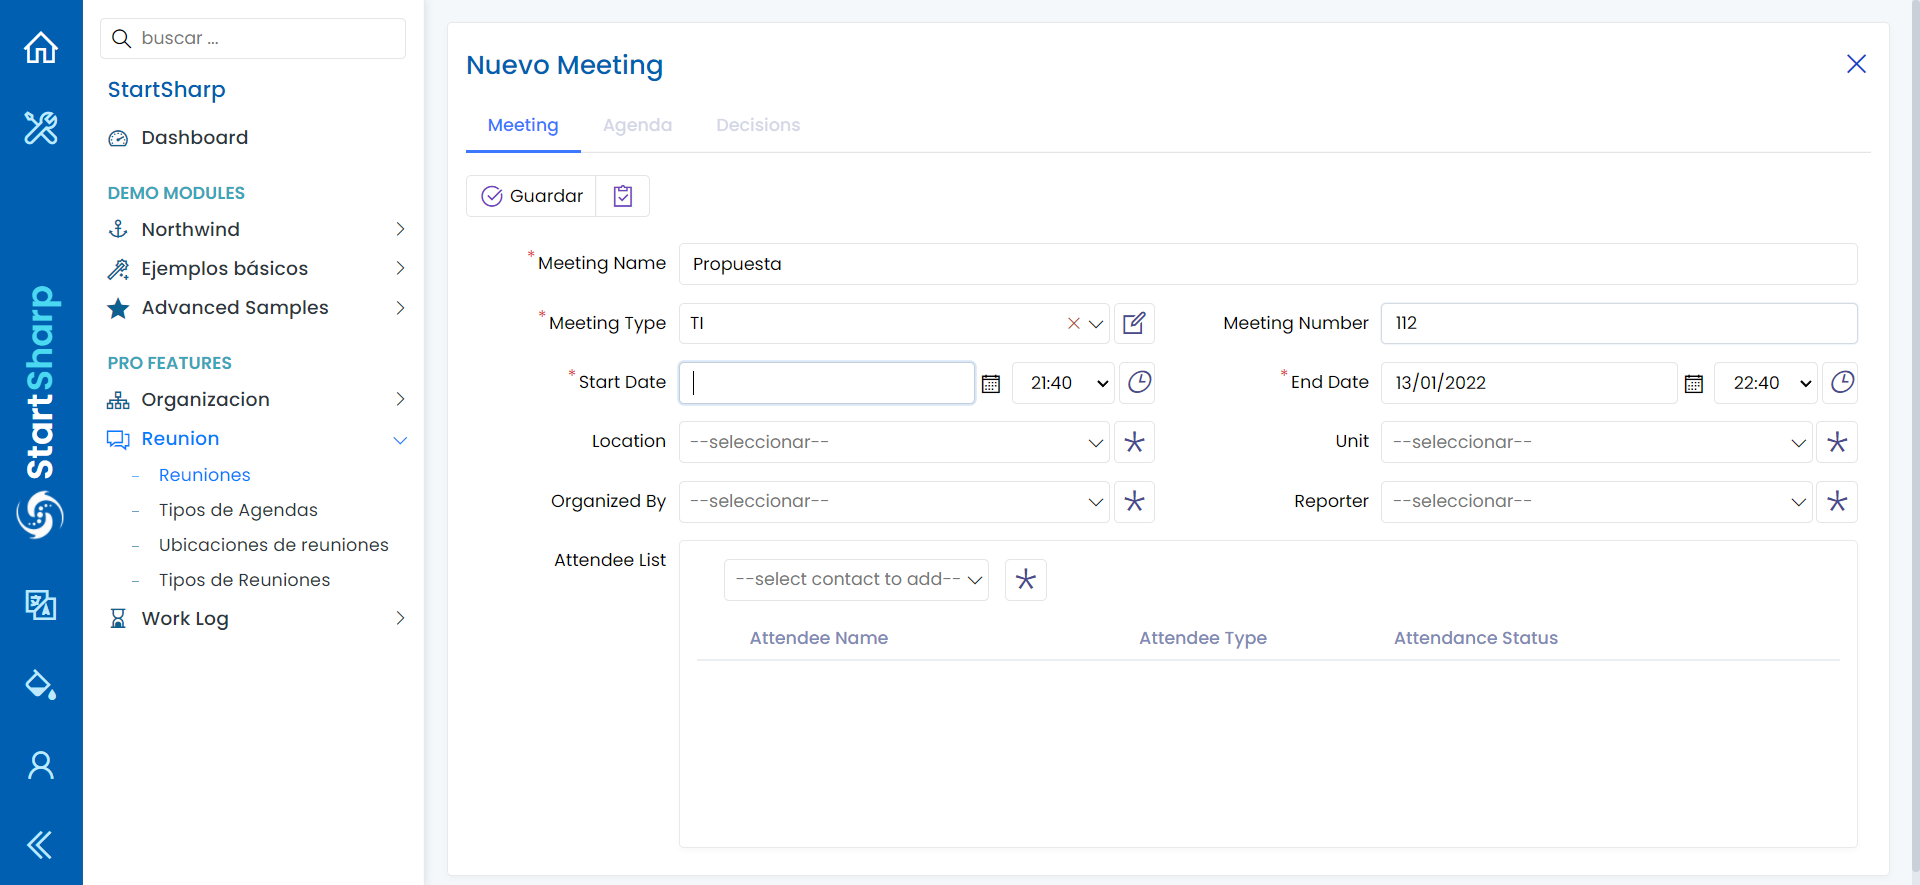 buscar ...
StartSharp
Dashboard
DEMO MODULES
Northwind
Ejemplos básicos
Advanced Samples
PRO FEATURES
Organizacion
Reunion
- Reuniones
- Tipos de Agendas
- Ubicaciones de reuniones
- Tipos de Reuniones
Work Log
StartSharp
Nuevo Meeting
Meeting Agenda Decisions
Guardar
*Meeting Name Propuesta
*Meeting Type TI Meeting Number 112
*Start Date 21:40 *End Date 13/01/2022 22:40
Location --seleccionar-- Unit --seleccionar--
Organized By --seleccionar-- Reporter --seleccionar--
Attendee List --select contact to add--
Attendee Name Attendee Type Attendance Status